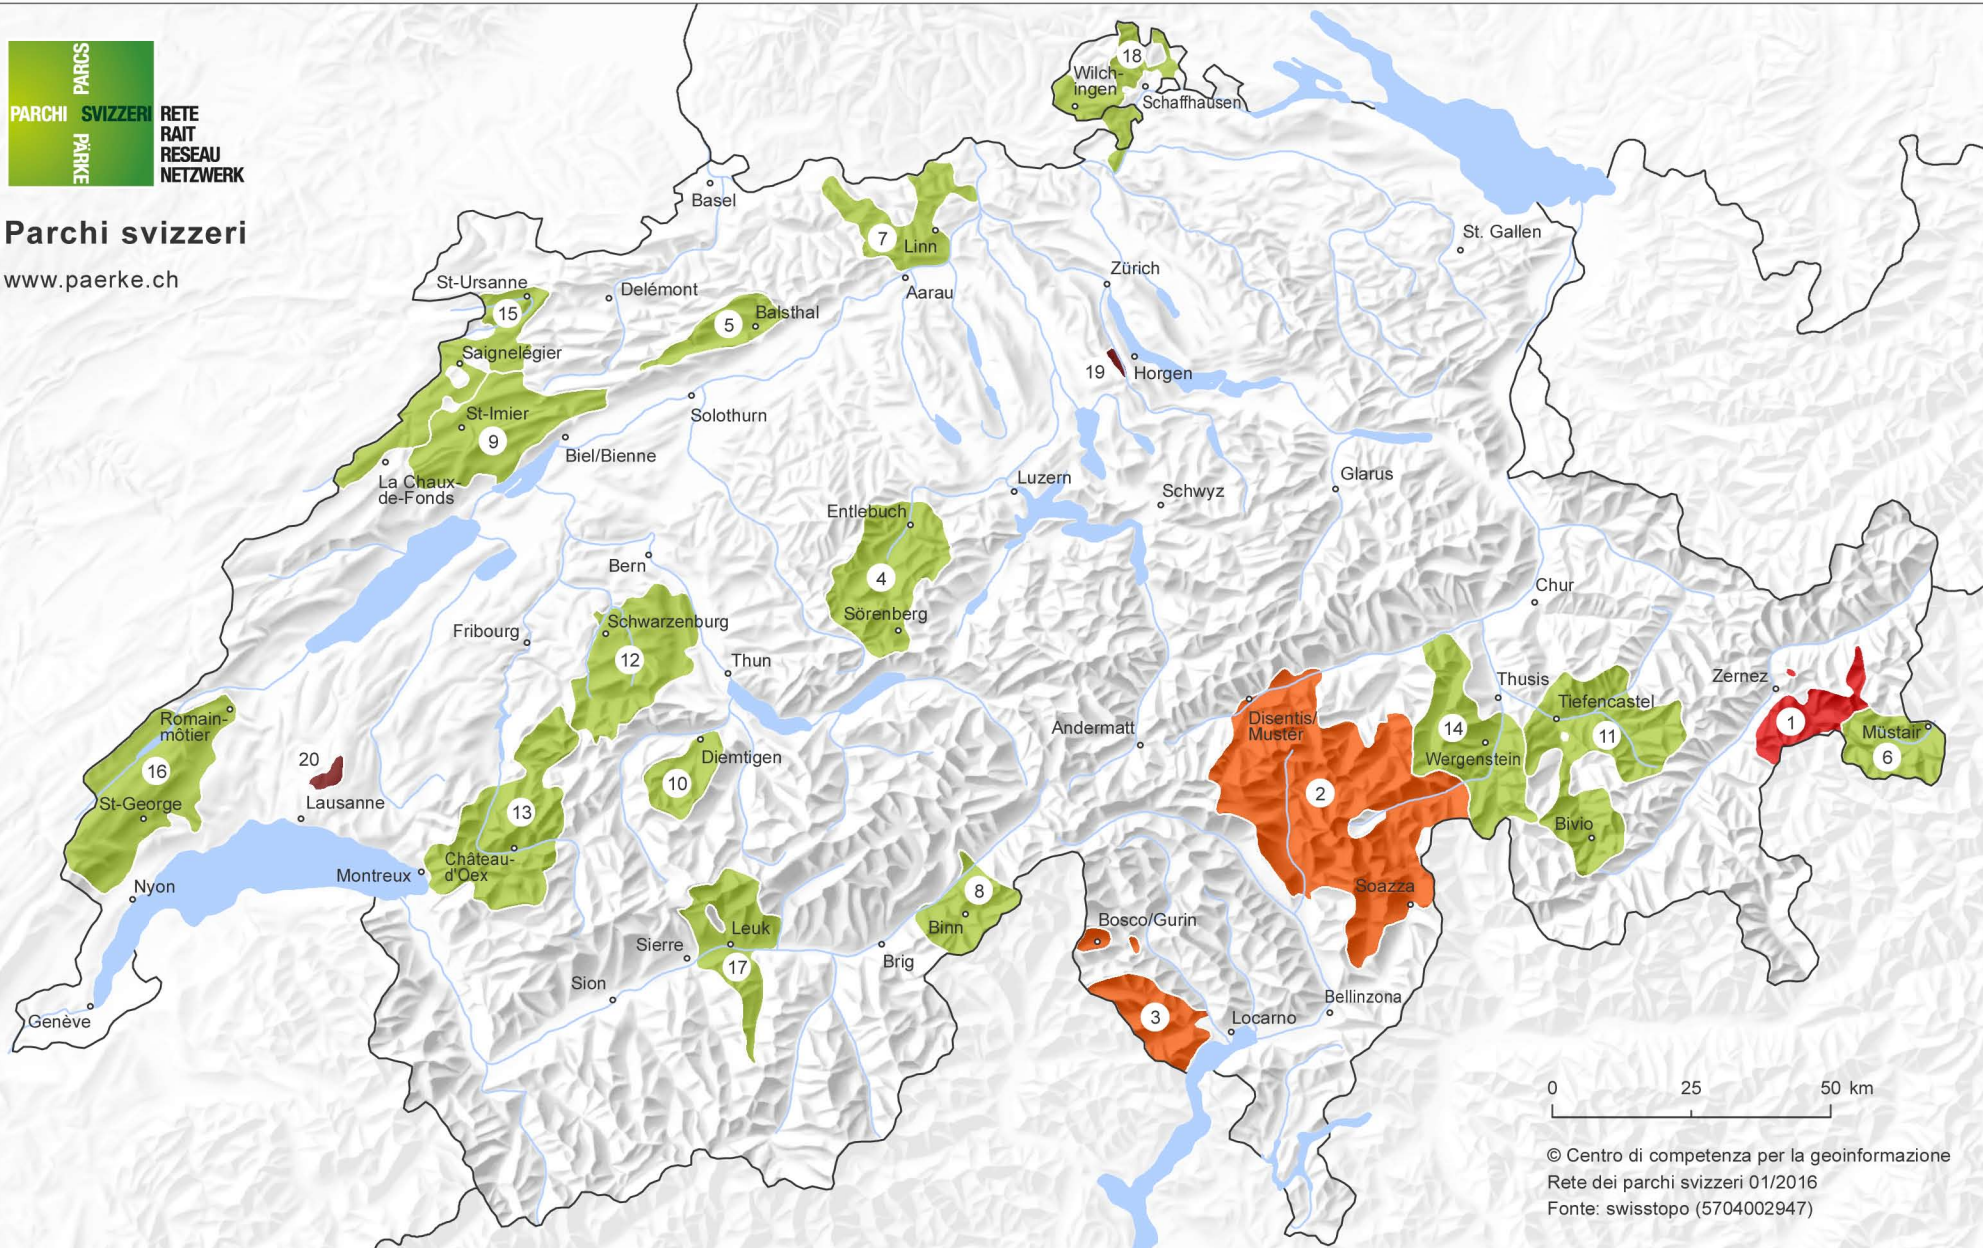 PARCHI SVIZZERI
PARCS
PÄRKE
RETE
RAIT
RESEAU
NETZWERK
Parchi svizzeri
www.paerke.ch
18
Wilch-
ingen
Schaffhausen
Basel
7
Linn
Aarau
St. Gallen
Zürich
St-Ursanne
Delémont
15
5
Balsthal
Saignelégier
19
Horgen
St-Imier
9
Solothurn
Biel/Bienne
La Chaux-
de-Fonds
Luzern
Schwyz
Glarus
Entlebuch
4
Sörenberg
Bern
Chur
Fribourg
Schwarzenburg
12
Thun
Zernez
Thusis
Tiefencastel
Romain-
môtier
Disentis/
Mustér
Andermatt
14
Wergenstein
11
1
Müstair
6
16
20
Lausanne
St-George
Diemtigen
10
13
2
Bivio
Château-
d'Oex
Montreux
Nyon
8
Binn
Soazza
Leuk
Sierre
17
Brig
Bosco/Gurin
Sion
Bellinzona
3
Locarno
Genève
0 25 50 km
© Centro di competenza per la geoinformazione
Rete dei parchi svizzeri 01/2016
Fonte: swisstopo (5704002947)